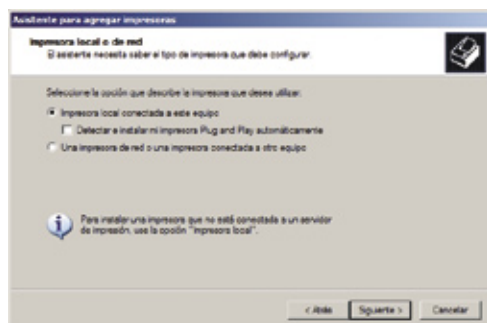 Asistente para agregar impresoras
Impresora local o de red
El asistente necesita saber el tipo de impresora que debe configurar.
Seleccione la opción que describe la impresora que desea utilizar:
Impresora local conectada a este equipo
Detectar e instalar mi impresora Plug and Play automáticamente
Una impresora de red o una impresora conectada a otro equipo
Para instalar una impresora que no está conectada a un servidor
de impresión, use la opción "Impresora local".
< Atrás Siguiente > Cancelar